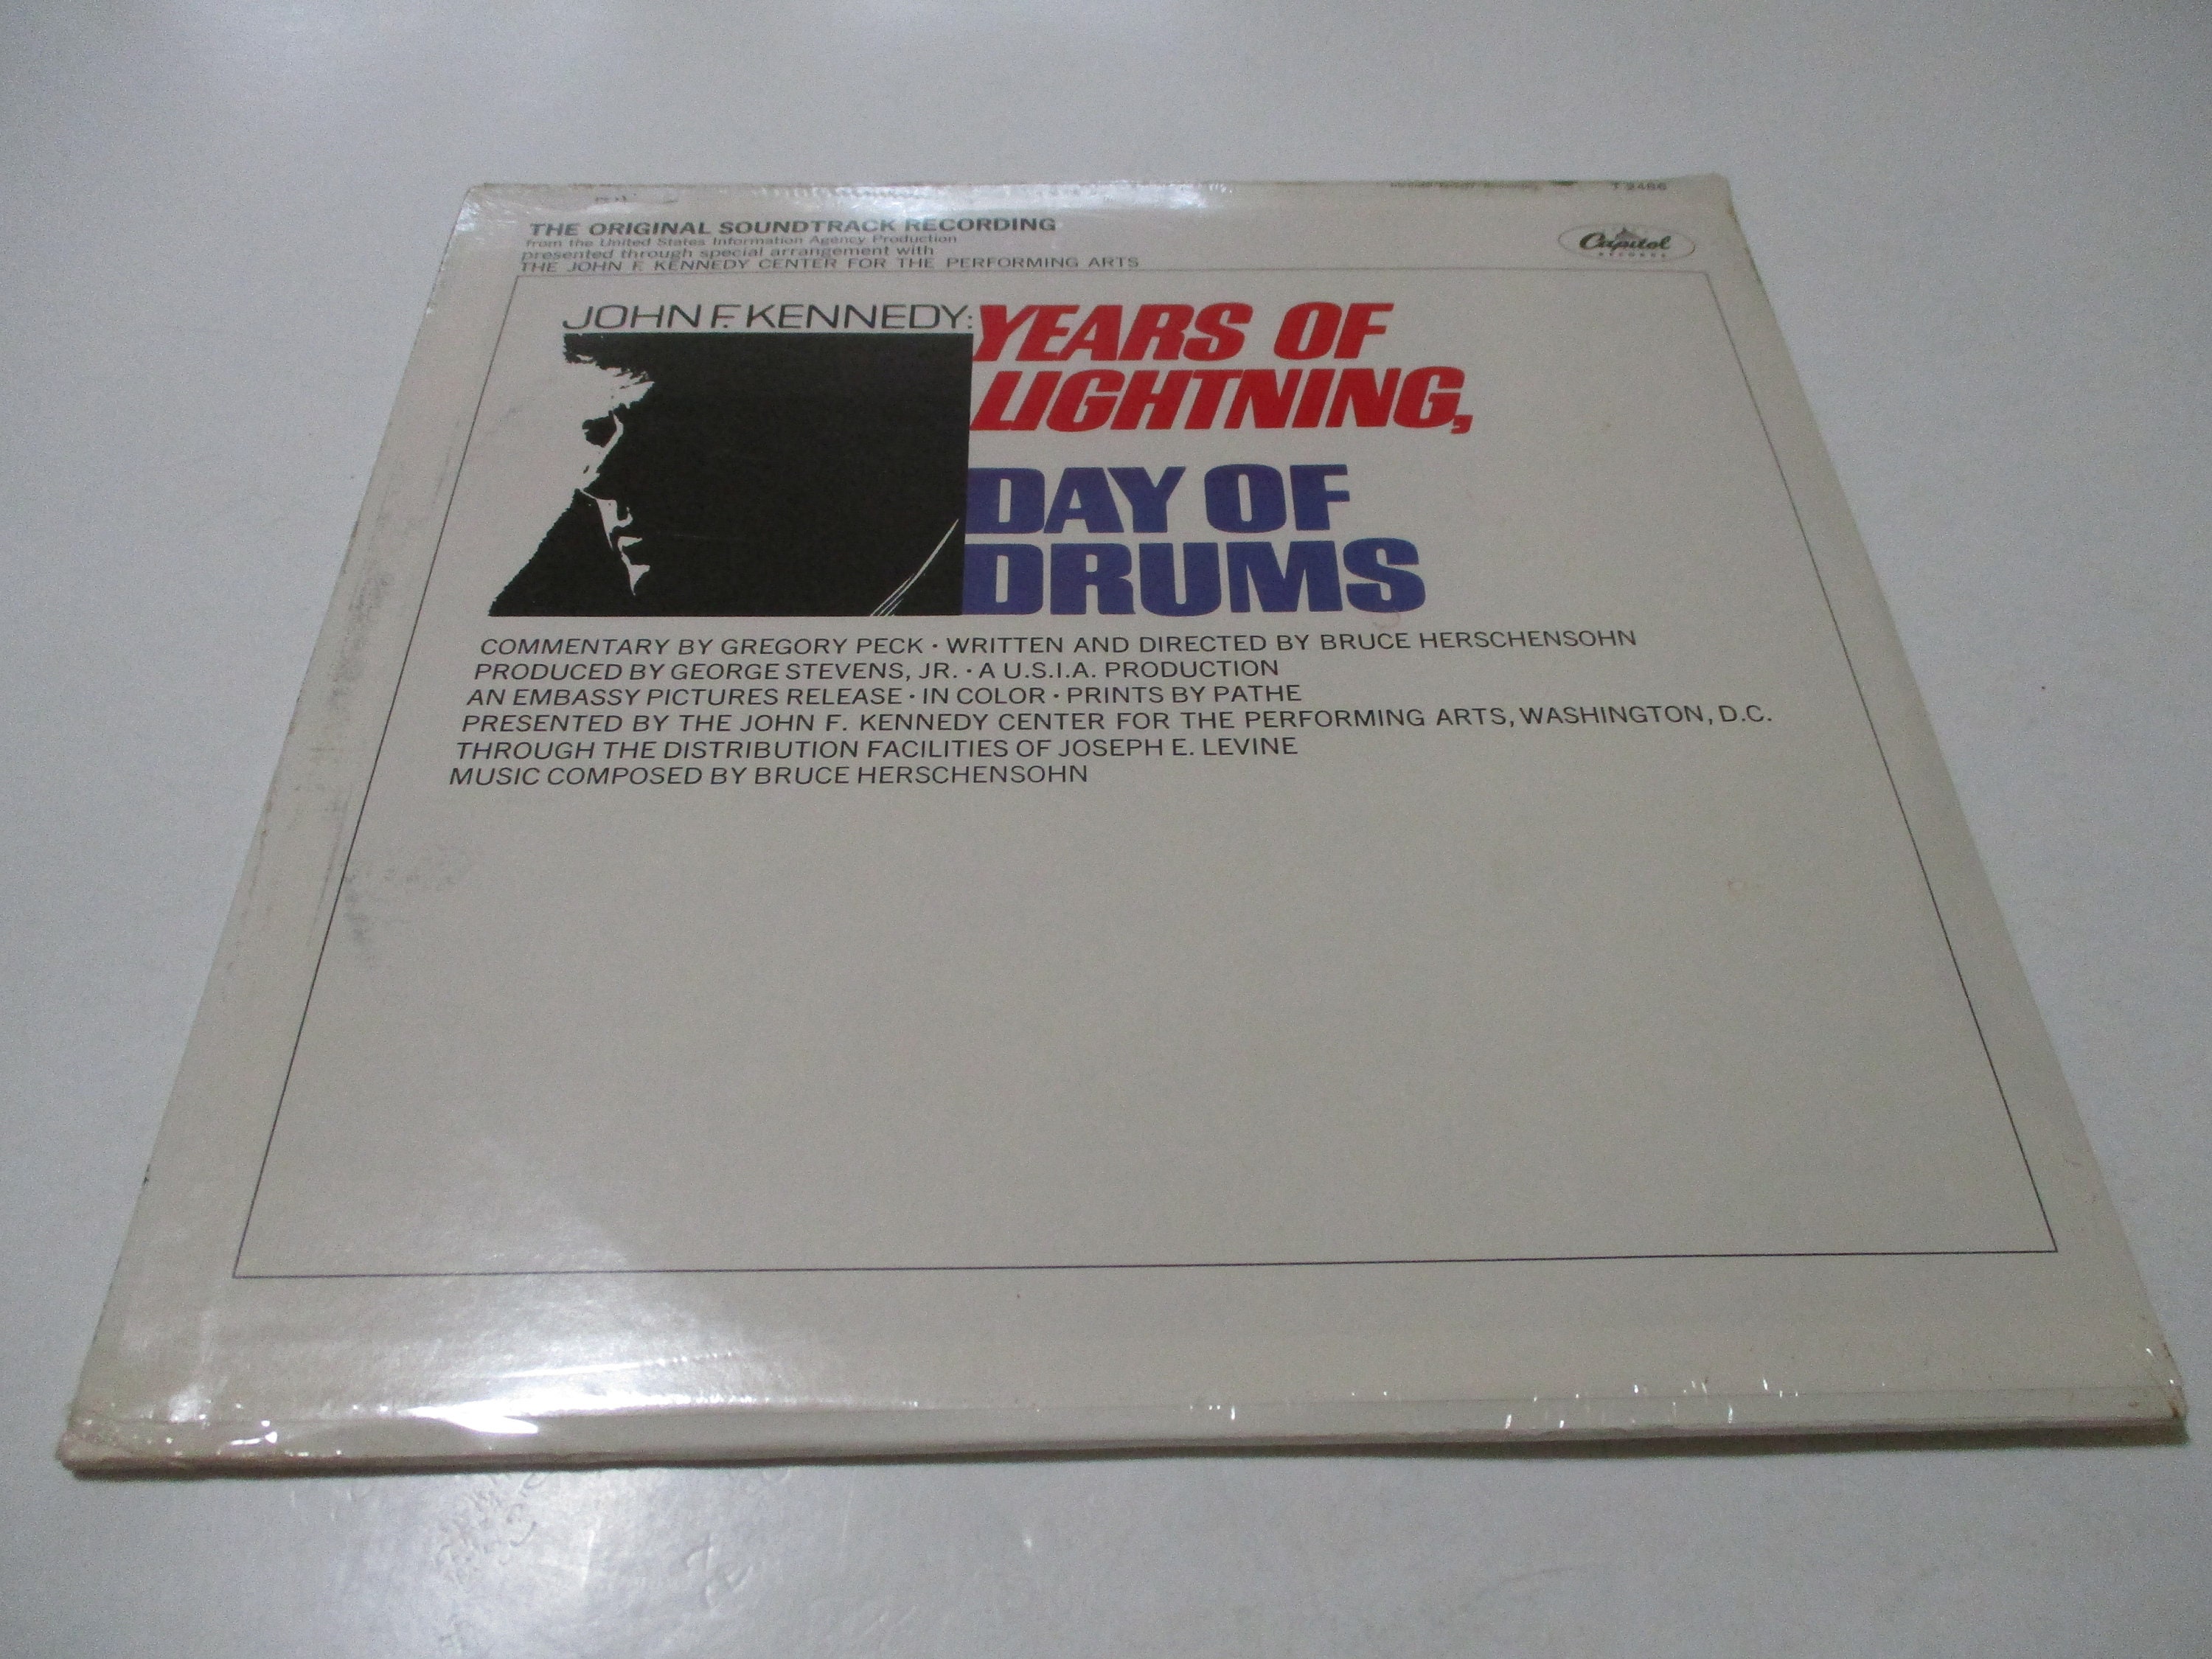 T 2486
THE ORIGINAL SOUNDTRACK RECORDING
from the United States Information Agency Production
presented through special arrangement with
THE JOHN F. KENNEDY CENTER FOR THE PERFORMING ARTS
Capitol
RECORDS
JOHN F. KENNEDY: YEARS OF
LIGHTNING,
DAY OF
DRUMS
COMMENTARY BY GREGORY PECK · WRITTEN AND DIRECTED BY BRUCE HERSCHENSOHN
PRODUCED BY GEORGE STEVENS, JR. · A U.S.I.A. PRODUCTION
AN EMBASSY PICTURES RELEASE · IN COLOR · PRINTS BY PATHE
PRESENTED BY THE JOHN F. KENNEDY CENTER FOR THE PERFORMING ARTS, WASHINGTON, D.C.
THROUGH THE DISTRIBUTION FACILITIES OF JOSEPH E. LEVINE
MUSIC COMPOSED BY BRUCE HERSCHENSOHN